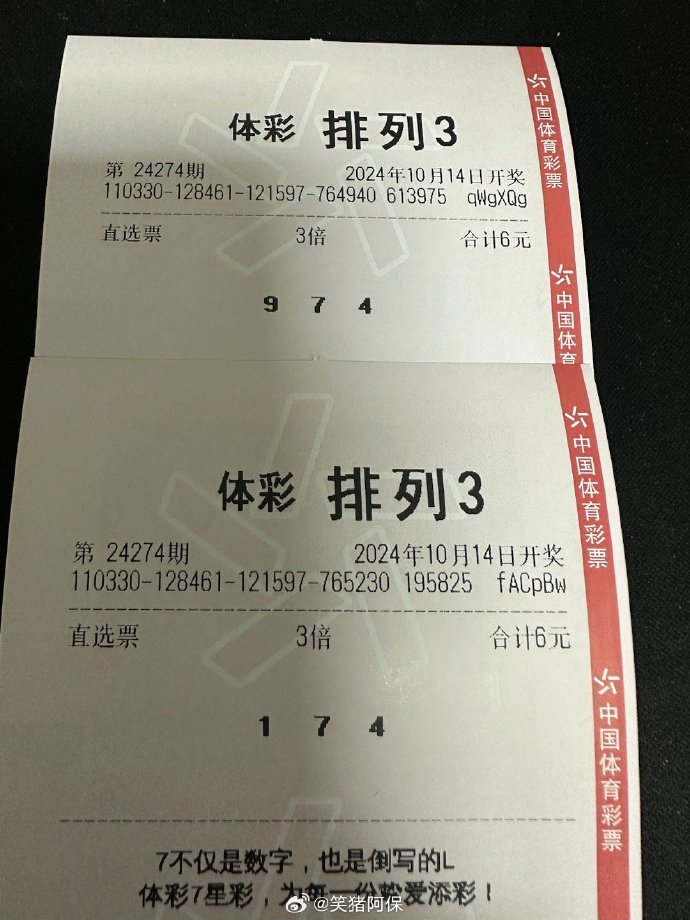 体彩 排列3
第 24274期 2024年10月14日开奖
110330-128461-121597-764940 613975 qWgXQg
直选票 3倍 合计6元
9 7 4
中国体育彩票
中国体育
体彩 排列3
第 24274期 2024年10月14日开奖
110330-128461-121597-765230 195825 fACpBw
直选票 3倍 合计6元
1 7 4
中国体育彩票
中国体育彩票
7不仅是数字，也是倒写的L
体彩7星彩，为每一份挚爱添彩！
@笑猪阿保